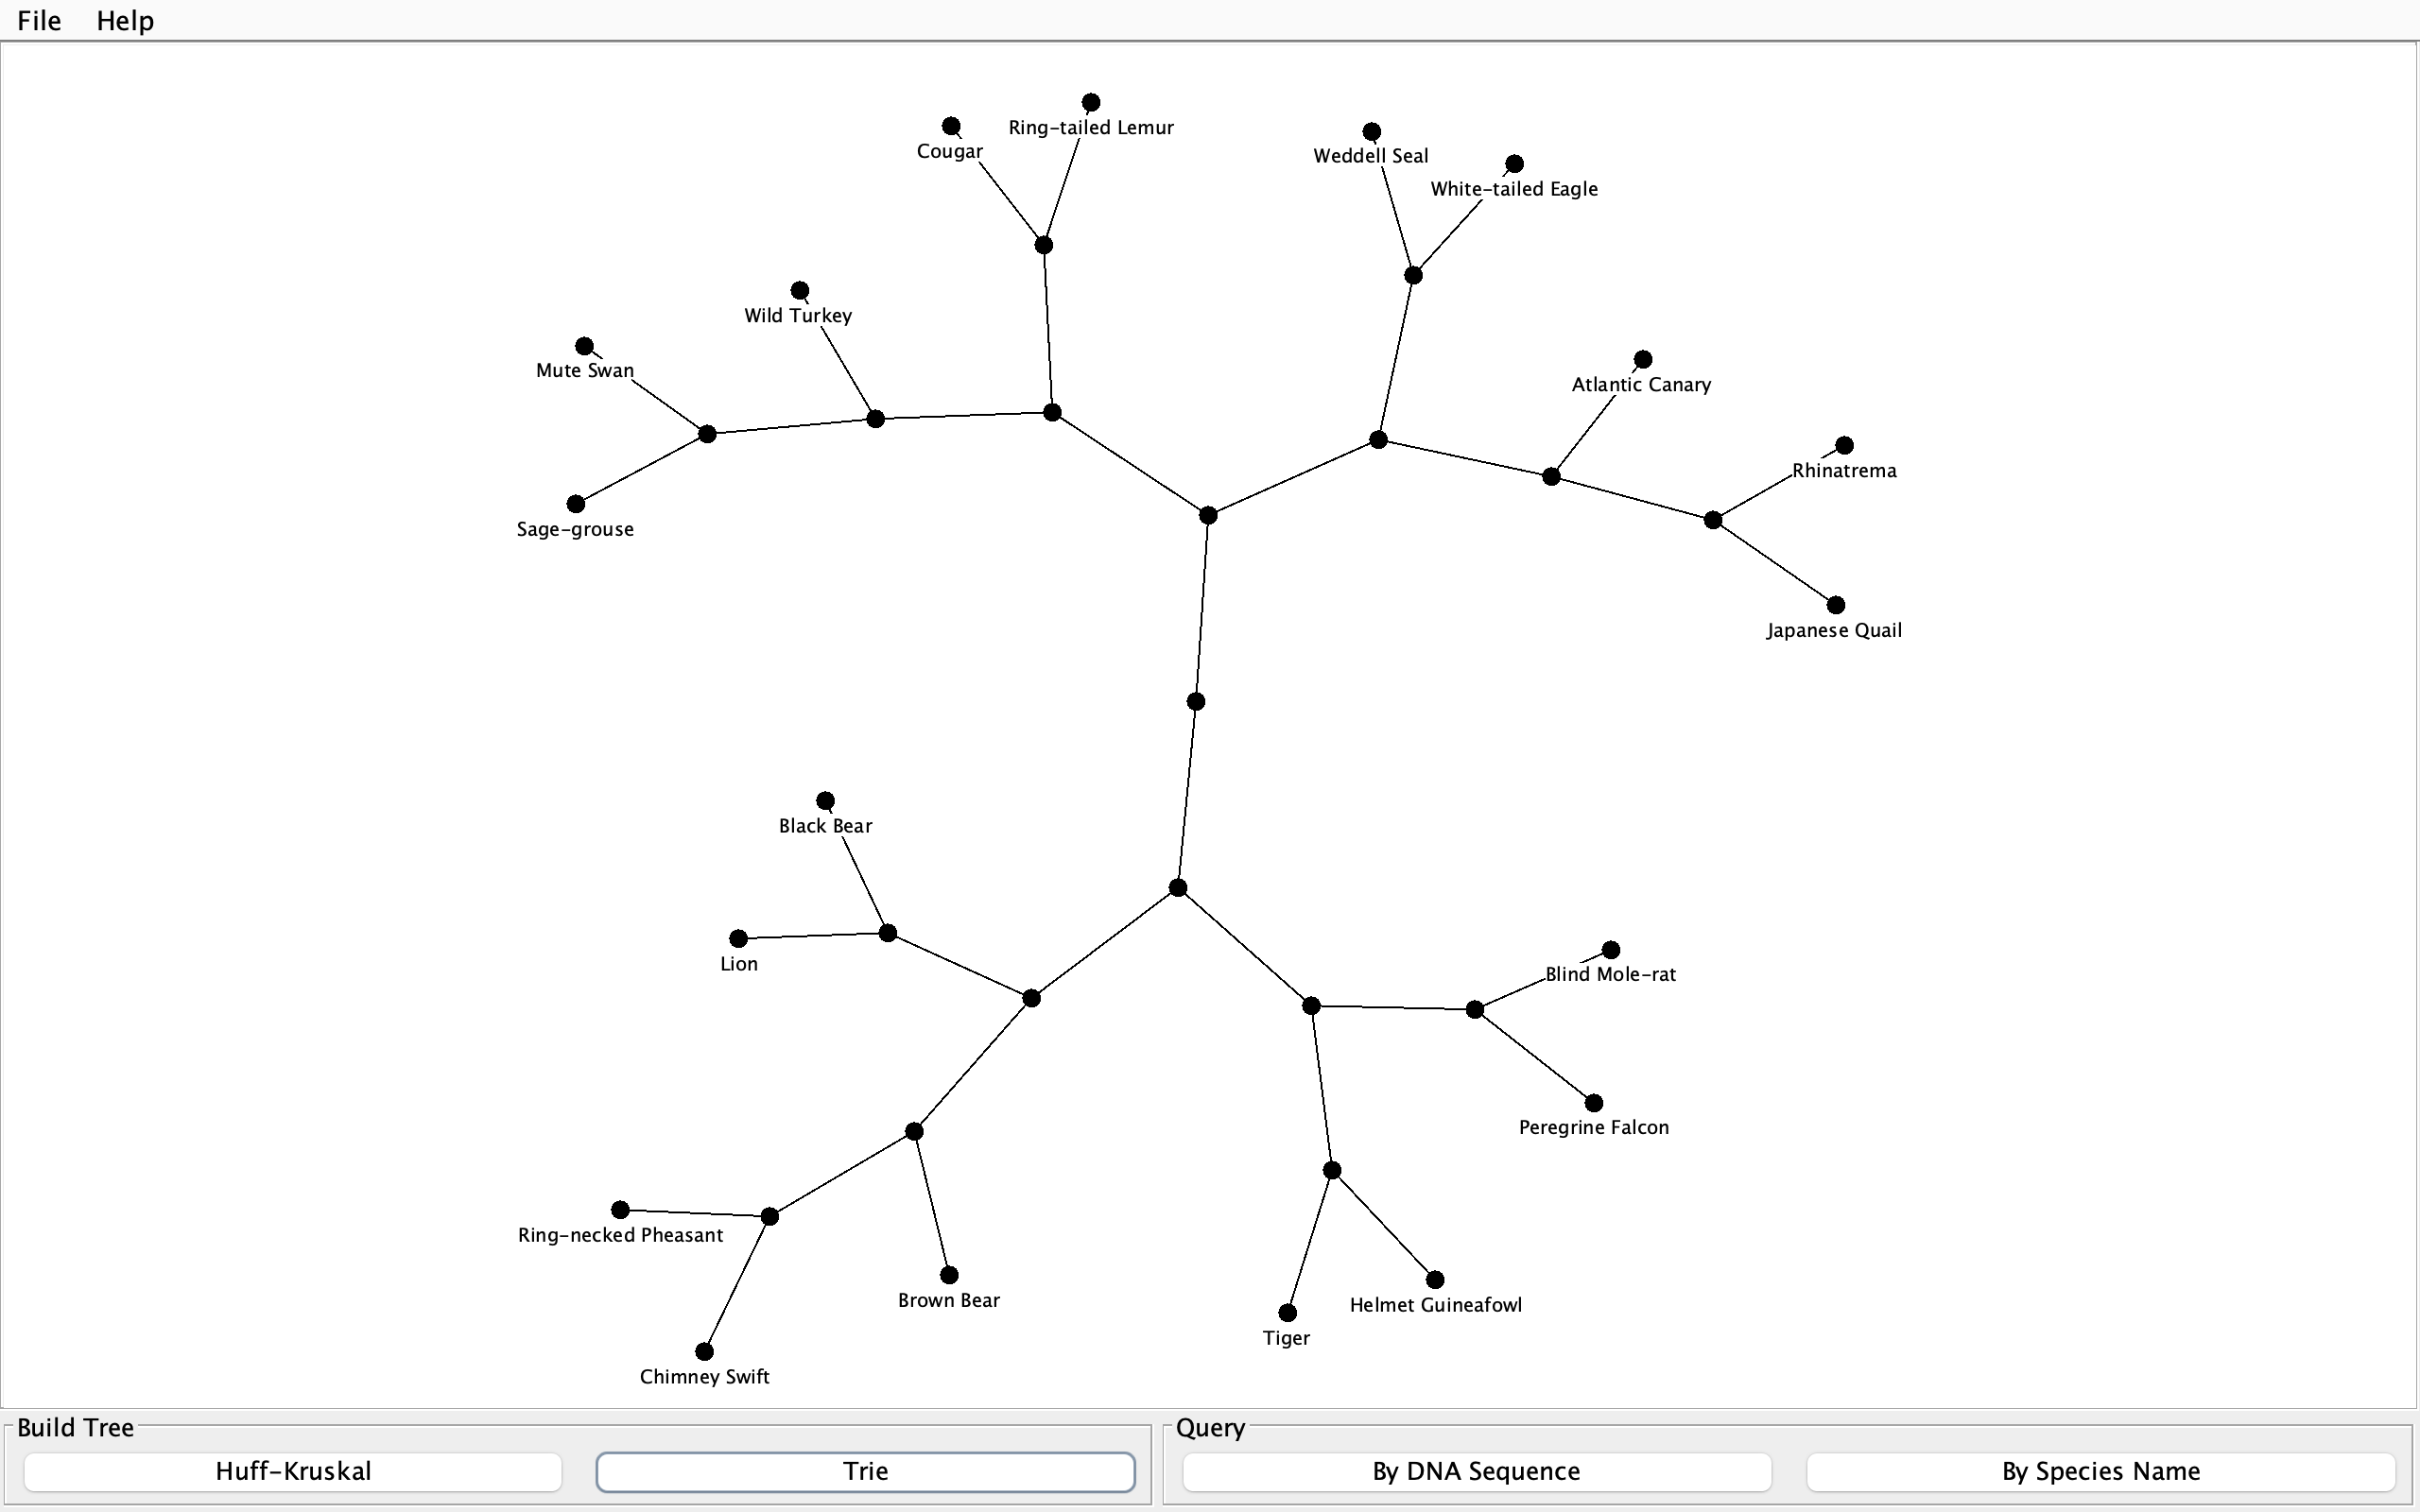 File Help
Ring-tailed Lemur
Cougar
Weddell Seal
White-tailed Eagle
Wild Turkey
Mute Swan
Atlantic Canary
Rhinatrema
Sage-grouse
Japanese Quail
Black Bear
Lion
Blind Mole-rat
Peregrine Falcon
Ring-necked Pheasant
Brown Bear
Helmet Guineafowl
Tiger
Chimney Swift
Build Tree
Huff-Kruskal
Trie
Query
By DNA Sequence
By Species Name